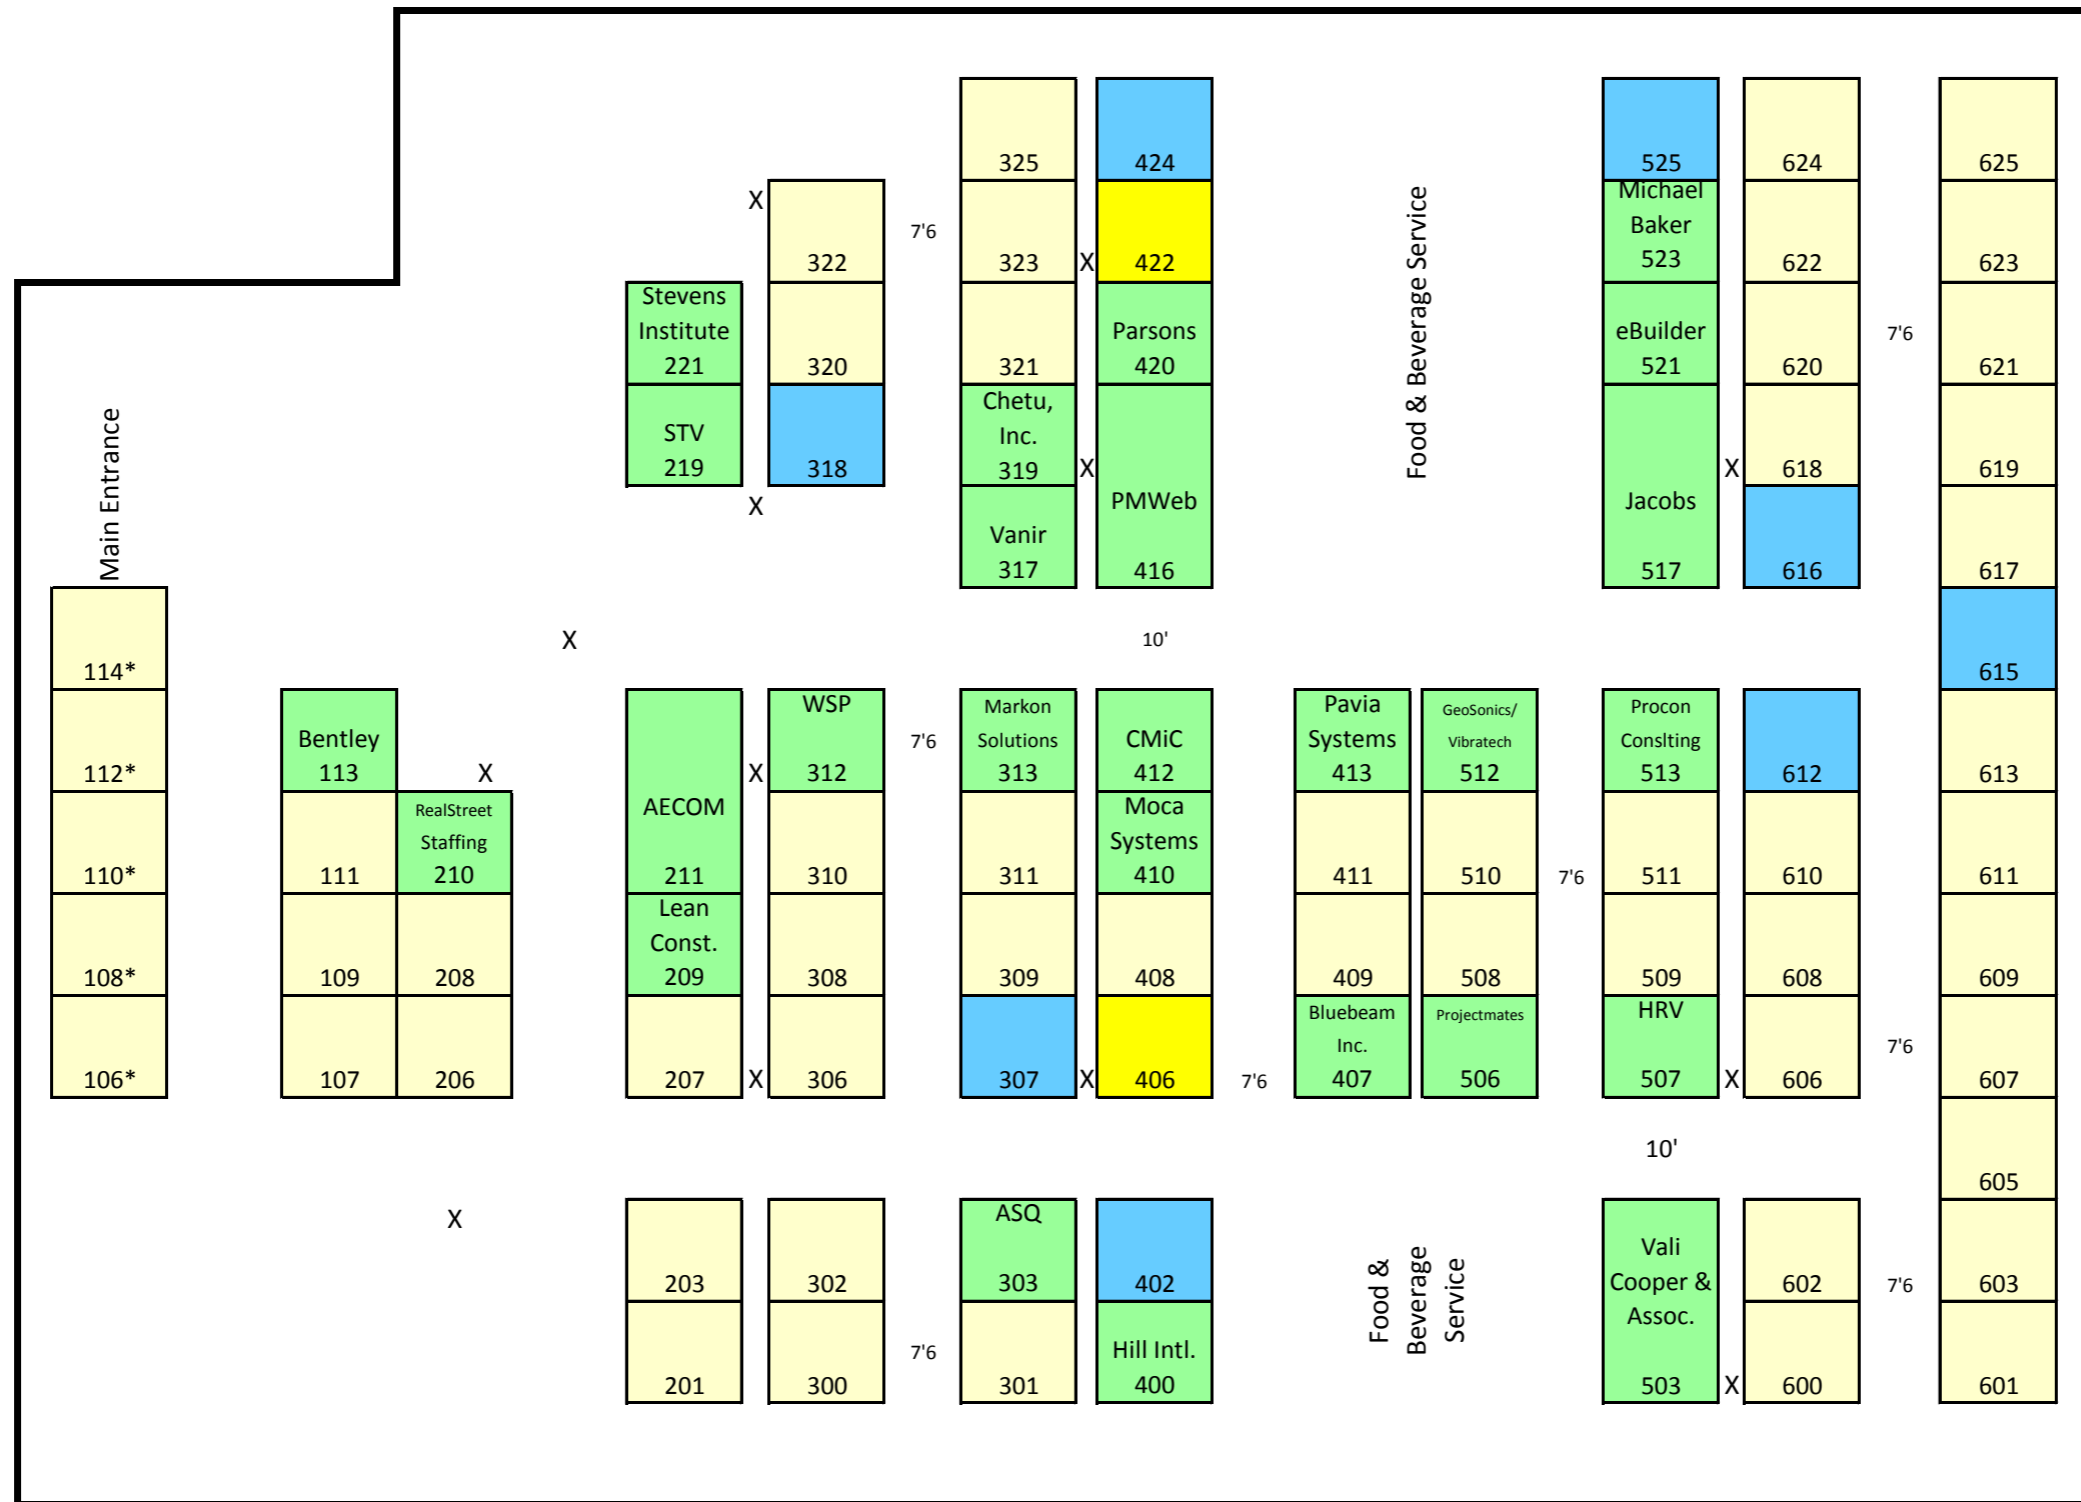 325
424
525
624
625
X
322
7'6
323
X
422
Food & Beverage Service
Michael
Baker
523
622
623
Stevens
Institute
221
320
321
Parsons
420
eBuilder
521
620
7'6
621
Main Entrance
STV
219
318
Chetu,
Inc.
319
X
PMWeb
416
Jacobs
517
X
618
619
X
Vanir
317
616
617
114*
X
10'
615
112*
Bentley
113
X
AECOM
211
X
WSP
312
7'6
Markon
Solutions
313
CMiC
412
Pavia
Systems
413
GeoSonics/
Vibratech
512
Procon
Conslting
513
612
613
110*
111
RealStreet
Staffing
210
310
311
Moca
Systems
410
411
510
7'6
511
610
611
108*
109
208
Lean
Const.
209
308
309
408
409
508
509
608
609
106*
107
206
207
X
306
307
X
406
7'6
Bluebeam
Inc.
407
Projectmates
506
HRV
507
X
606
7'6
607
10'
605
X
203
302
ASQ
303
402
Food &
Beverage
Service
Vali
Cooper &
Assoc.
503
602
7'6
603
201
300
7'6
301
Hill Intl.
400
X
600
601